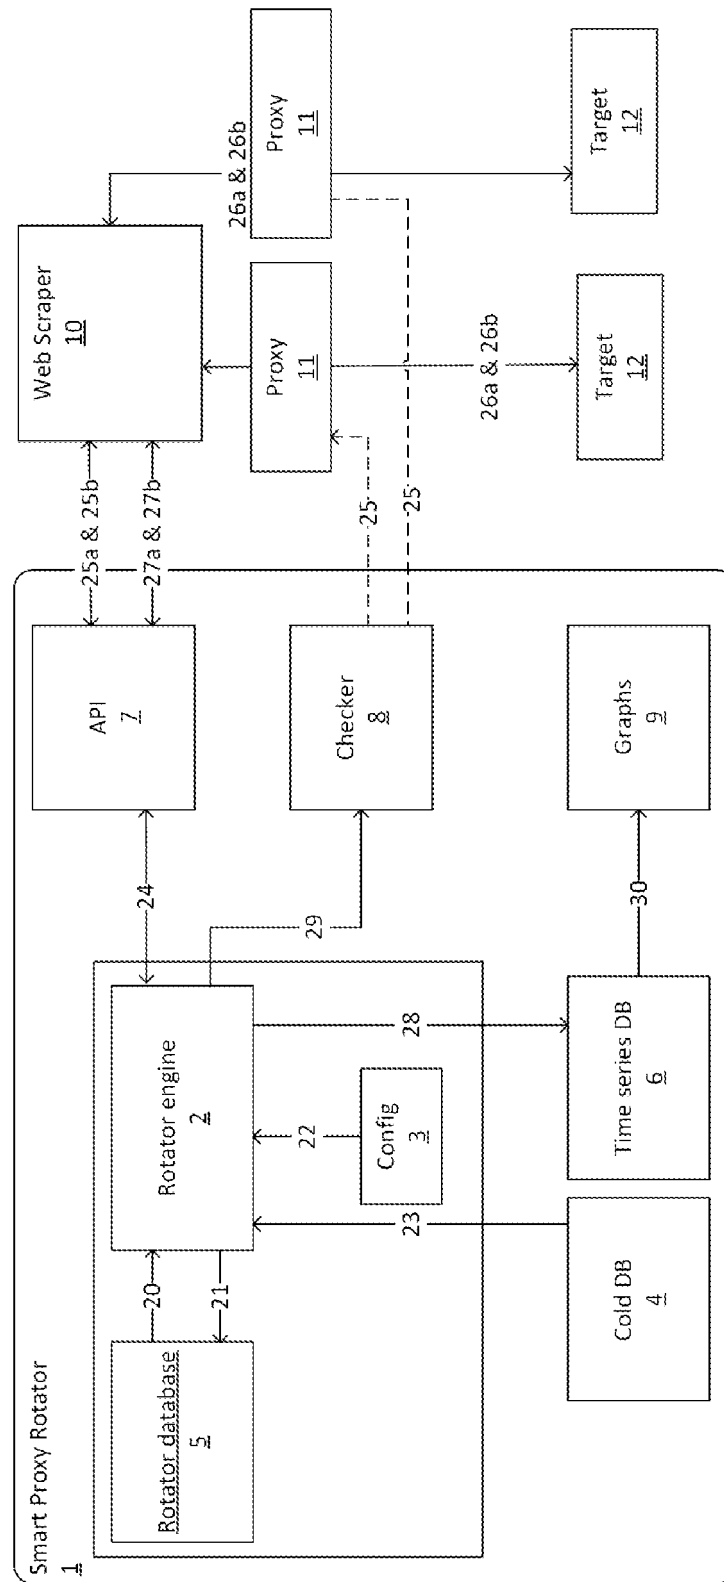 Smart Proxy Rotator
1
Rotator database
5
20
21
Rotator engine
2
22
Config
3
23
28
29
24
Cold DB
4
Time series DB
6
30
Graphs
9
API
7
Checker
8
25a & 25b
27a & 27b
25
25
Web Scraper
10
Proxy
11
26a & 26b
Proxy
11
26a & 26b
Target
12
Target
12